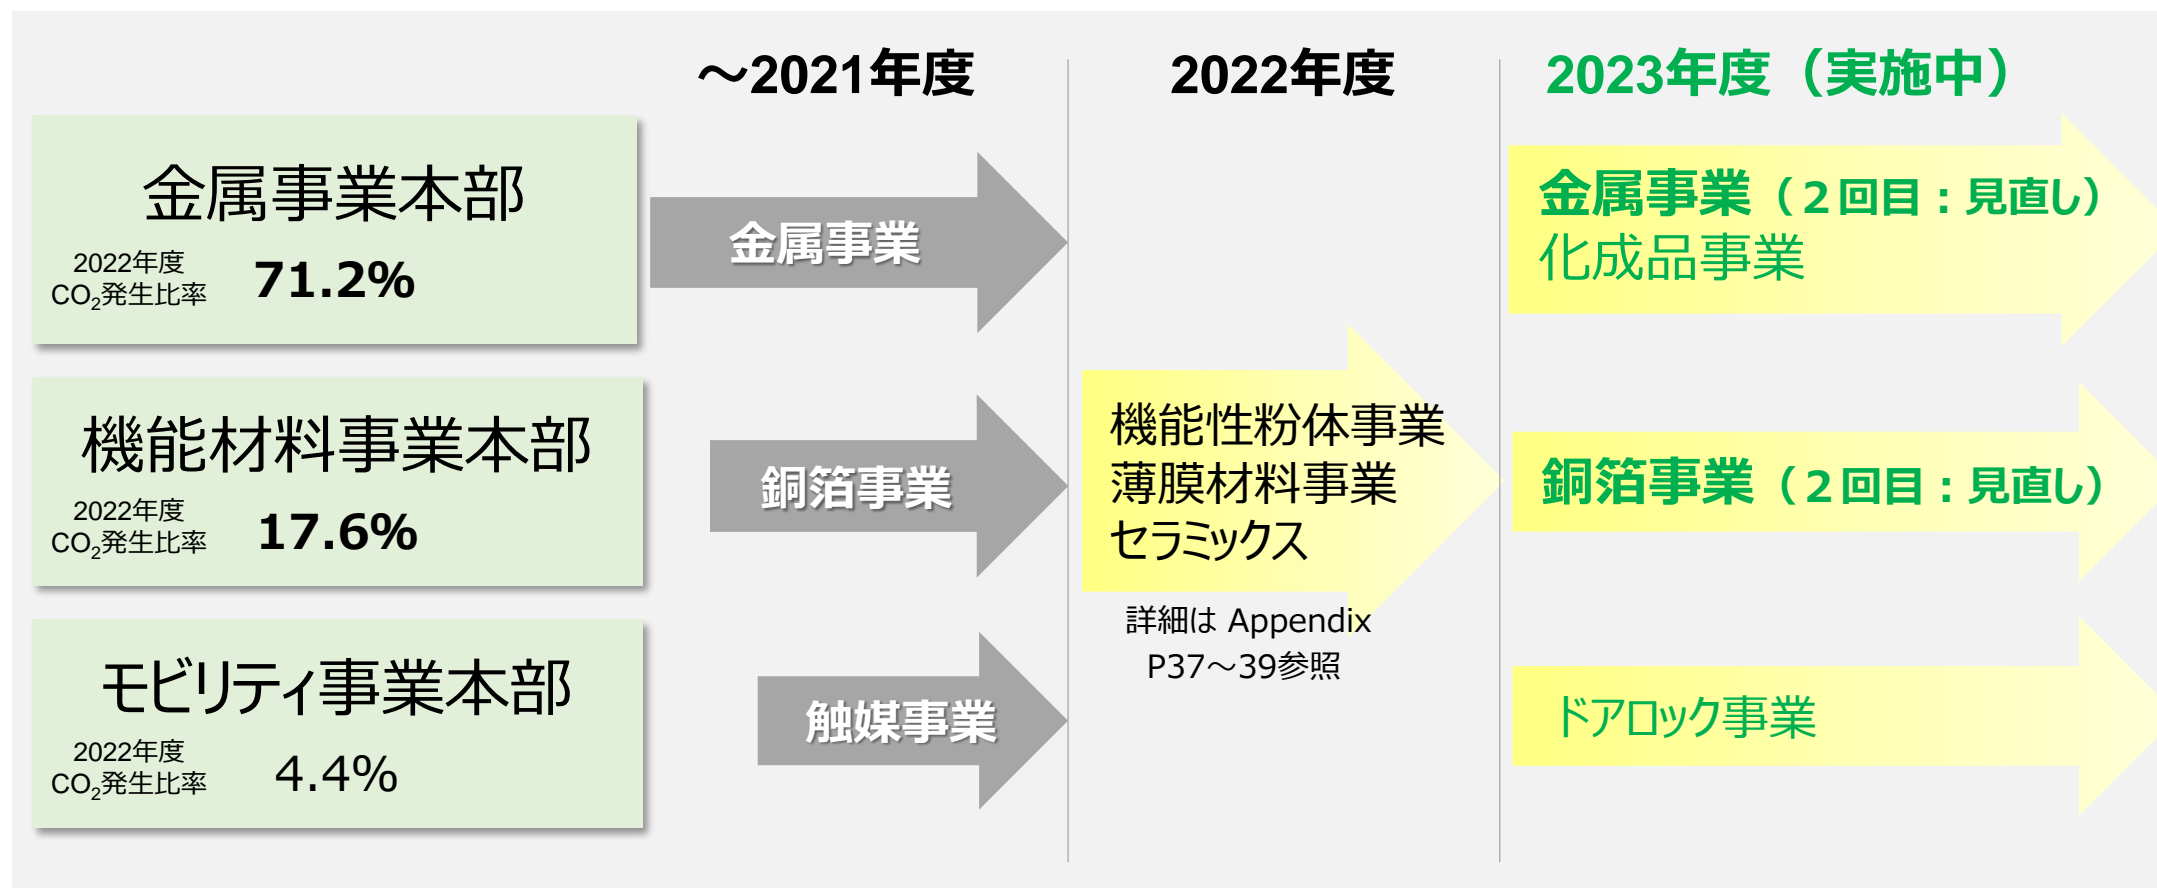 ～2021年度
2022年度
2023年度（実施中）
金属事業本部
2022年度
CO₂発生比率
71.2%
金属事業
金属事業（２回目：見直し）
化成品事業
機能材料事業本部
2022年度
CO₂発生比率
17.6%
銅箔事業
機能性粉体事業
薄膜材料事業
セラミックス
詳細は Appendix
P37～39参照
銅箔事業（２回目：見直し）
モビリティ事業本部
2022年度
CO₂発生比率
4.4%
触媒事業
ドアロック事業